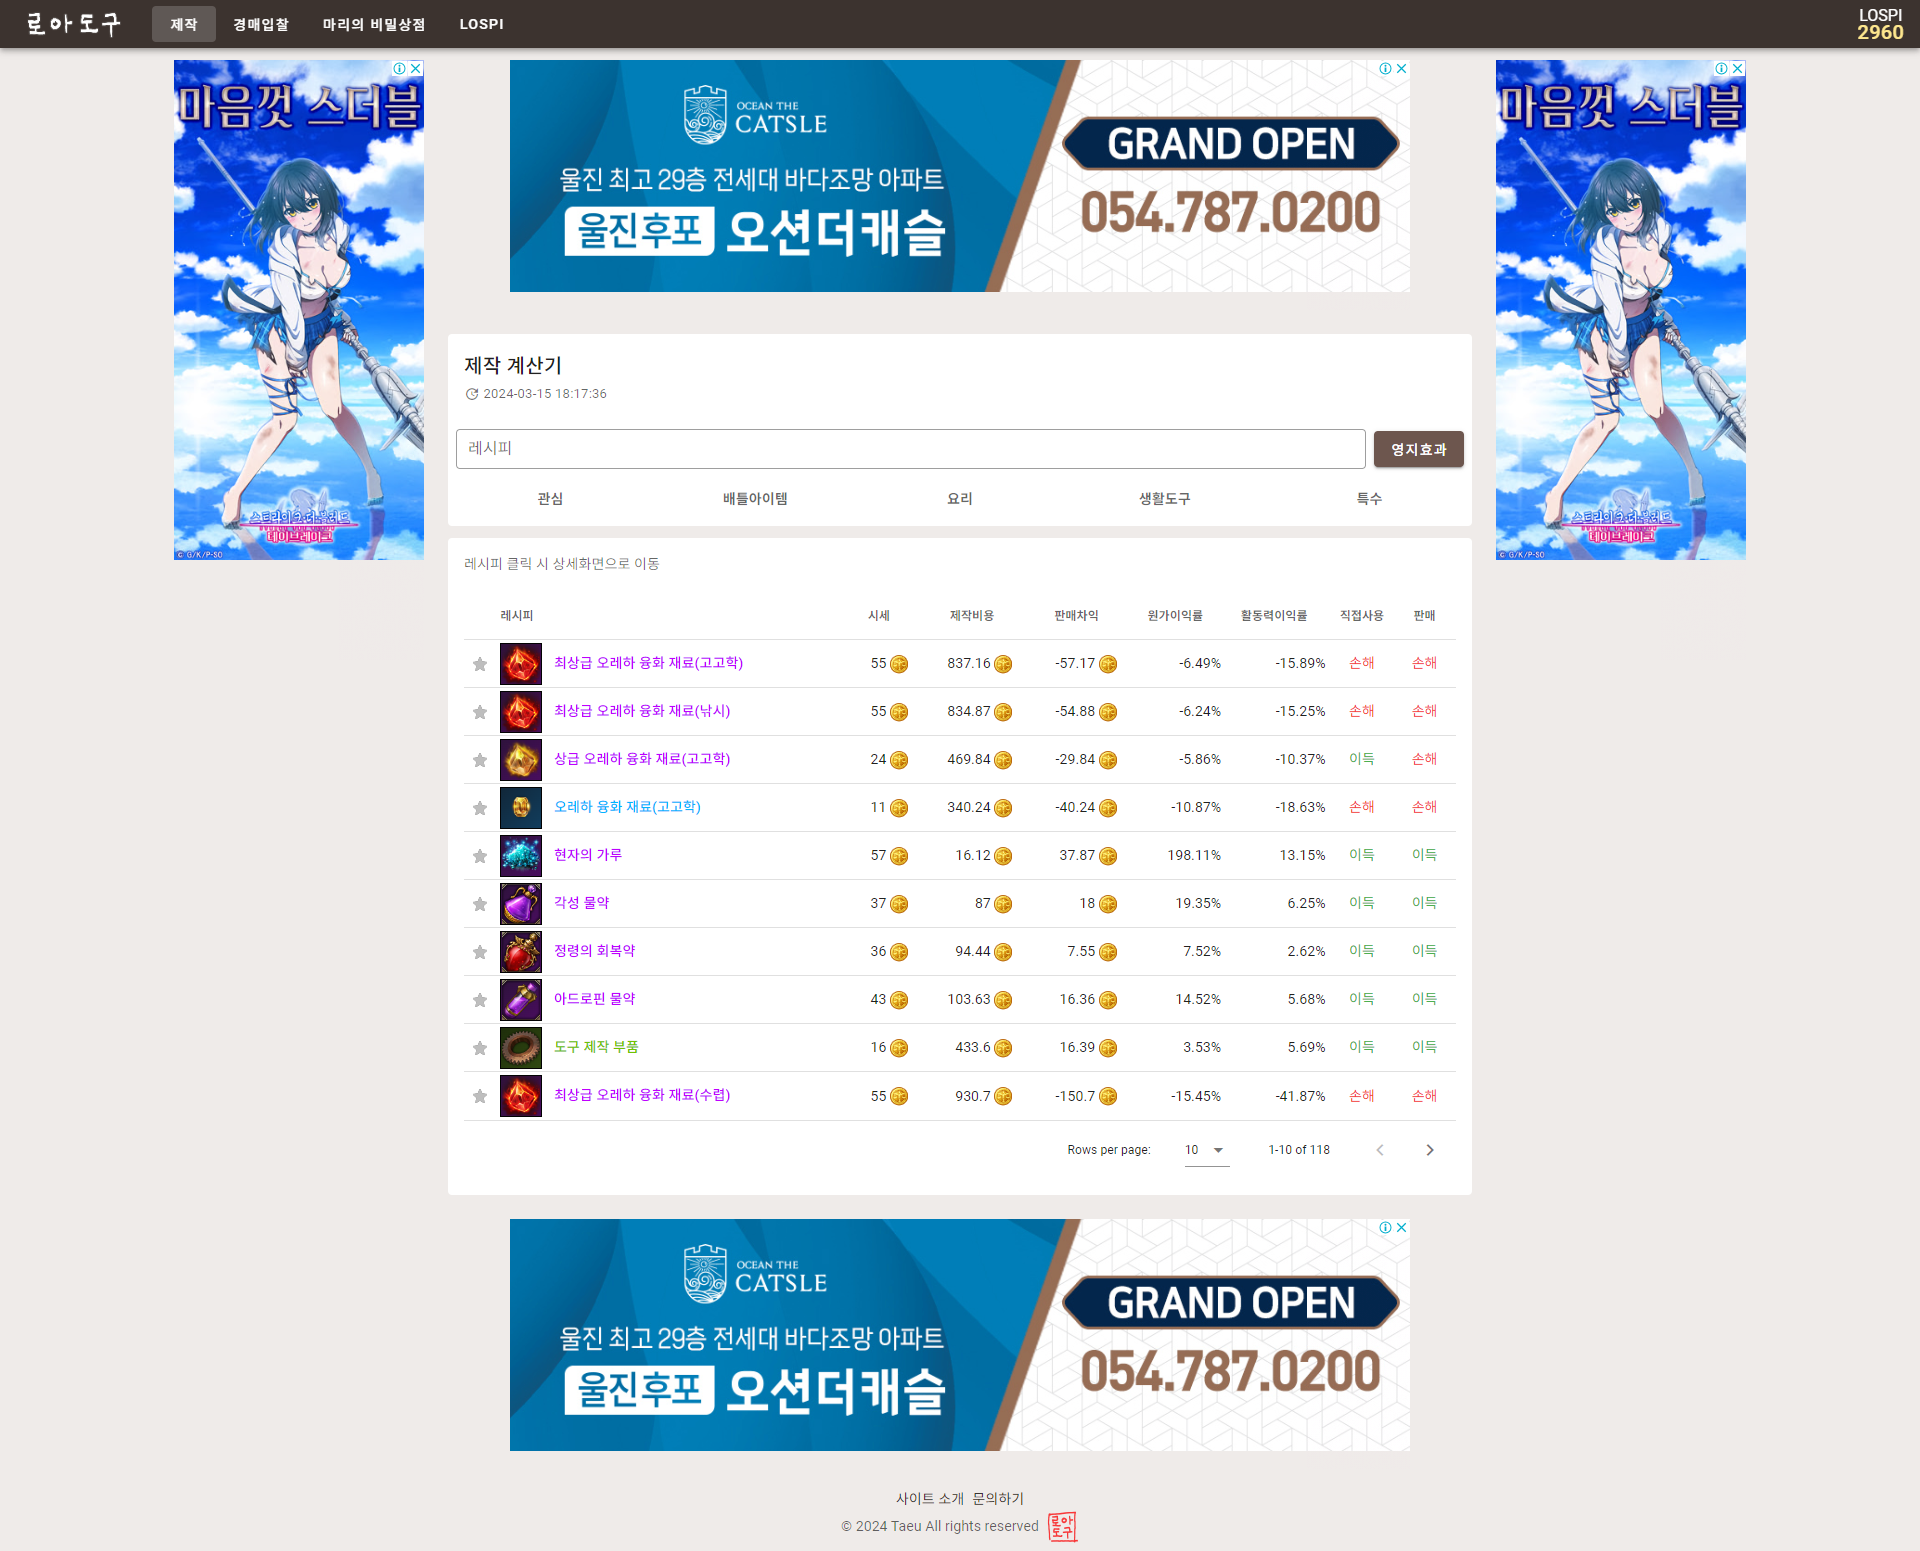 로아도구 제작 경매입찰 마리의 비밀상점 LOSPI
LOSPI
2960
마음껏 스더블
스트라이크 더 블러드
데이브레이크
© G/K/P-SO
OCEAN THE
CATSLE
울진 최고 29층 전세대 바다조망 아파트
울진후포 오션더캐슬
GRAND OPEN
054.787.0200
마음껏 스더블
스트라이크 더 블러드
데이브레이크
© G/K/P-SO
제작 계산기
2024-03-15 18:17:36
레시피 영지효과
관심 배틀아이템 요리 생활도구 특수
레시피 클릭 시 상세화면으로 이동
레시피 시세 제작비용 판매차익 원가이익률 활동력이익률 직접사용 판매
최상급 오레하 융화 재료(고고학) 55 837.16 -57.17 -6.49% -15.89% 손해 손해
최상급 오레하 융화 재료(낚시) 55 834.87 -54.88 -6.24% -15.25% 손해 손해
상급 오레하 융화 재료(고고학) 24 469.84 -29.84 -5.86% -10.37% 이득 손해
오레하 융화 재료(고고학) 11 340.24 -40.24 -10.87% -18.63% 손해 손해
현자의 가루 57 16.12 37.87 198.11% 13.15% 이득 이득
각성 물약 37 87 18 19.35% 6.25% 이득 이득
정령의 회복약 36 94.44 7.55 7.52% 2.62% 이득 이득
아드로핀 물약 43 103.63 16.36 14.52% 5.68% 이득 이득
도구 제작 부품 16 433.6 16.39 3.53% 5.69% 이득 이득
최상급 오레하 융화 재료(수렵) 55 930.7 -150.7 -15.45% -41.87% 손해 손해
Rows per page: 10 1-10 of 118
OCEAN THE
CATSLE
울진 최고 29층 전세대 바다조망 아파트
울진후포 오션더캐슬
GRAND OPEN
054.787.0200
사이트 소개 문의하기
© 2024 Taeu All rights reserved
로아
도구